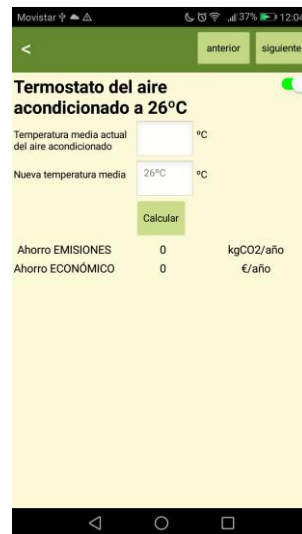 Movistar 37% 12:04
< anterior siguiente
Termostato del aire
acondicionado a 26ºC
Temperatura media actual ºC
del aire acondicionado
Nueva temperatura media 26ºC ºC
Calcular
Ahorro EMISIONES 0 kgCO2/año
Ahorro ECONÓMICO 0 €/año